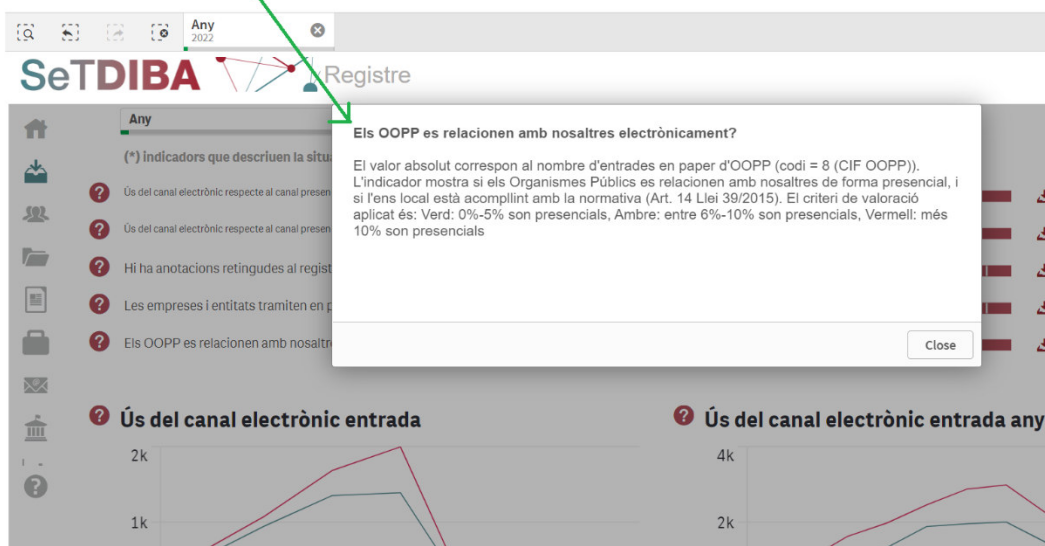 Any
2022
SeTDIBA
Registre
Any
(*) indicadors que descriuen la situa
Ús del canal electrònic respecte al canal presen
Ús del canal electrònic respecte al canal presen
Hi ha anotacions retingudes al regist
Les empreses i entitats tramiten en p
Els OOPP es relacionen amb nosaltr
Els OOPP es relacionen amb nosaltres electrònicament?
El valor absolut correspon al nombre d'entrades en paper d'OOPP (codi = 8 (CIF OOPP)).
L'indicador mostra si els Organismes Públics es relacionen amb nosaltres de forma presencial, i
si l'ens local està acompllint amb la normativa (Art. 14 Llei 39/2015). El criteri de valoració
aplicat és: Verd: 0%-5% son presencials, Ambre: entre 6%-10% son presencials, Vermell: més
10% son presencials
Close
Ús del canal electrònic entrada
2k
1k
Ús del canal electrònic entrada any
4k
2k